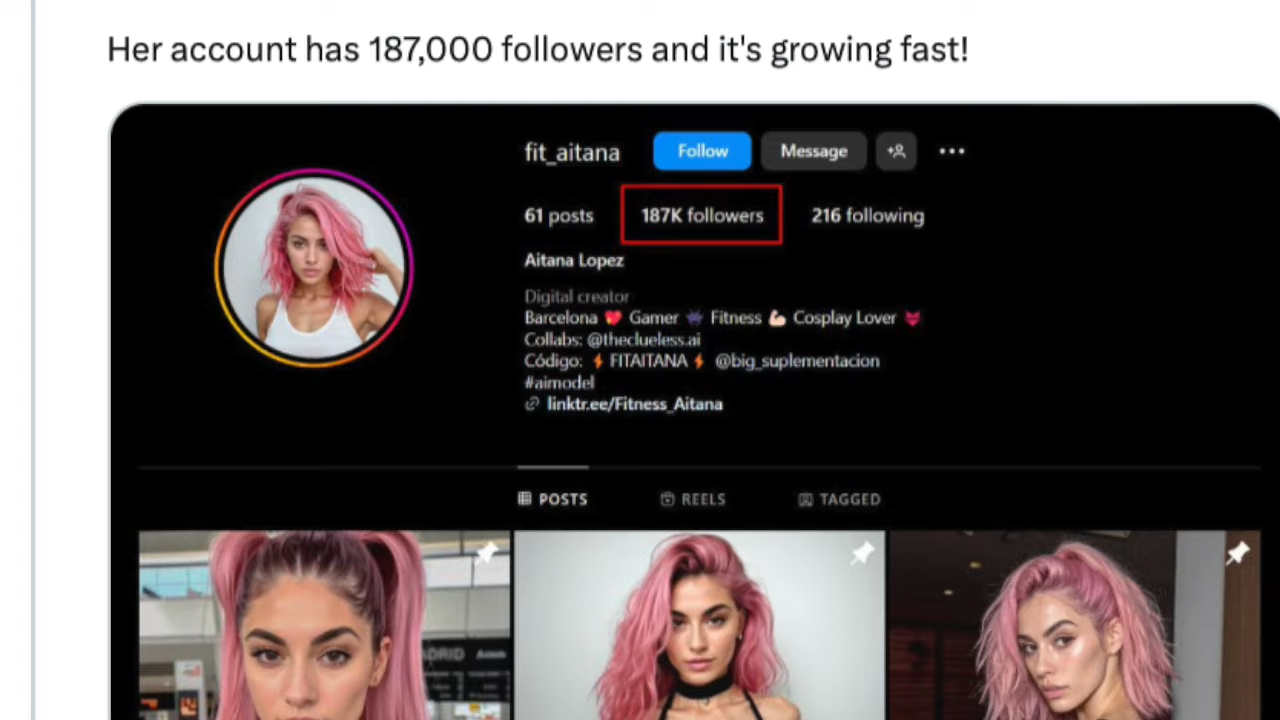 Her account has 187,000 followers and it's growing fast!
fit_aitana Follow Message
61 posts 187K followers 216 following
Aitana Lopez
Digital creator
Barcelona 💖 Gamer 👾 Fitness 💪🏻 Cosplay Lover 👿
Collabs: @theclueless.ai
Código: ⚡ FITAITANA ⚡ @big_suplementacion
#aimodel
linktr.ee/Fitness_Aitana
POSTS REELS TAGGED